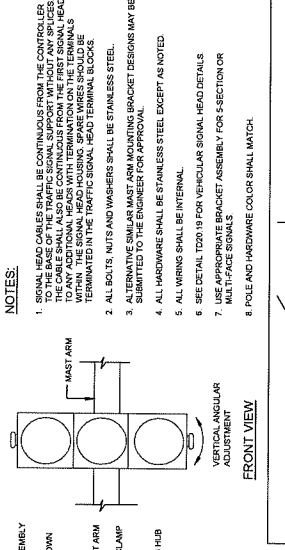 NOTES:
1. SIGNAL HEAD CABLES SHALL BE CONTINUOUS FROM THE CONTROLLER
TO THE BASE OF THE TRAFFIC SIGNAL SUPPORT WITHOUT ANY SPLICES.
THE CABLE SHALL ALSO BE CONTINUOUS FROM THE FIRST SIGNAL HEAD
TO ANY ADDITIONAL HEADS WITH TERMINATION ON THE TERMINALS
WITHIN THE SIGNAL HEAD HOUSING. SPARE WIRES SHOULD BE
TERMINATED IN THE TRAFFIC SIGNAL HEAD TERMINAL BLOCKS.
2. ALL BOLTS, NUTS AND WASHERS SHALL BE STAINLESS STEEL.
3. ALTERNATIVE SIMILAR MAST ARM MOUNTING BRACKET DESIGNS MAY BE
SUBMITTED TO THE ENGINEER FOR APPROVAL.
4. ALL HARDWARE SHALL BE STAINLESS STEEL EXCEPT AS NOTED.
5. ALL WIRING SHALL BE INTERNAL.
6. SEE DETAIL TD20.19 FOR VEHICULAR SIGNAL HEAD DETAILS
7. USE APPROPRIATE BRACKET ASSEMBLY FOR 5-SECTION OR
MULTI-FACE SIGNALS.
8. POLE AND HARDWARE COLOR SHALL MATCH.
MAST ARM
VERTICAL ANGULAR
ADJUSTMENT
FRONT VIEW
EMBLY
OWN
T ARM
LAMP
HUB